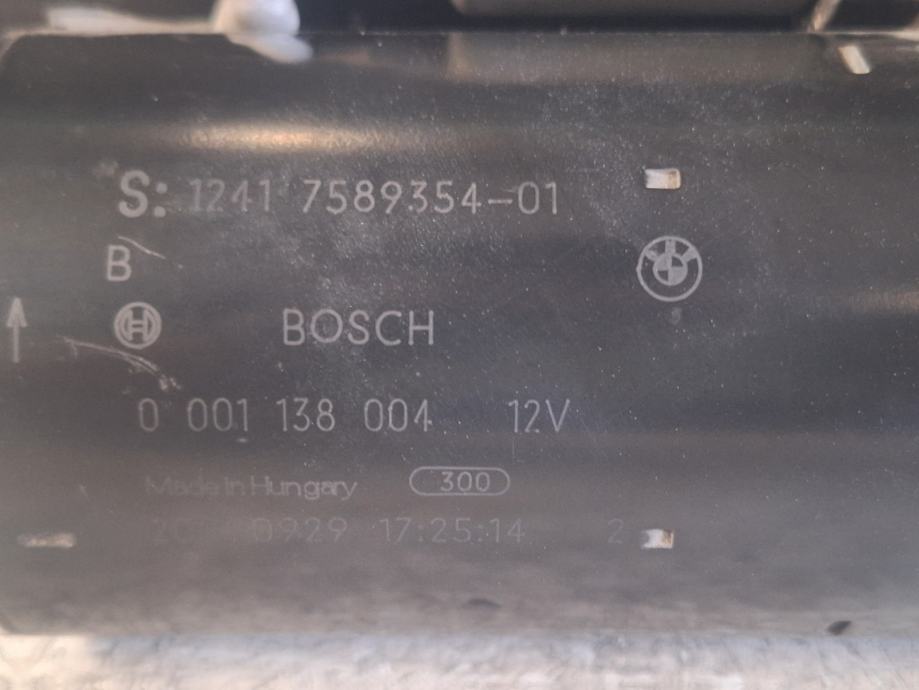 S: 1241 7589354-01
B
BOSCH
0 001 138 004 12V
Made in Hungary 300
0929 17:25:14 2